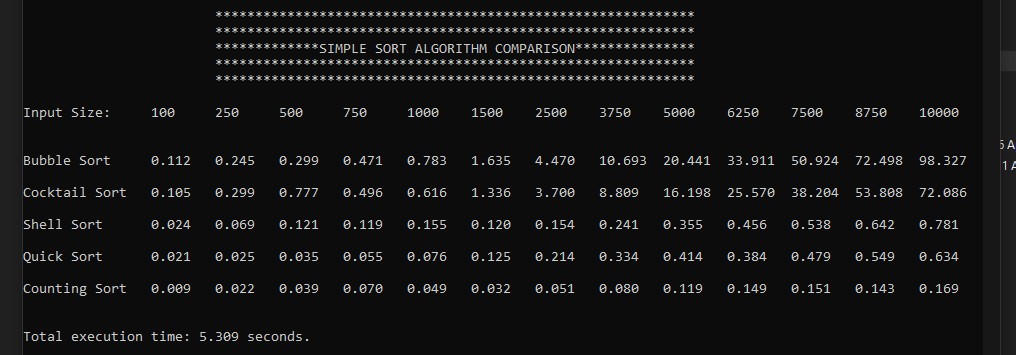 ************************************************************
************************************************************
*************SIMPLE SORT ALGORITHM COMPARISON***************
************************************************************
************************************************************
Input Size: 100 250 500 750 1000 1500 2500 3750 5000 6250 7500 8750 10000
Bubble Sort 0.112 0.245 0.299 0.471 0.783 1.635 4.470 10.693 20.441 33.911 50.924 72.498 98.327
Cocktail Sort 0.105 0.299 0.777 0.496 0.616 1.336 3.700 8.809 16.198 25.570 38.204 53.808 72.086
Shell Sort 0.024 0.069 0.121 0.119 0.155 0.120 0.154 0.241 0.355 0.456 0.538 0.642 0.781
Quick Sort 0.021 0.025 0.035 0.055 0.076 0.125 0.214 0.334 0.414 0.384 0.479 0.549 0.634
Counting Sort 0.009 0.022 0.039 0.070 0.049 0.032 0.051 0.080 0.119 0.149 0.151 0.143 0.169
Total execution time: 5.309 seconds.